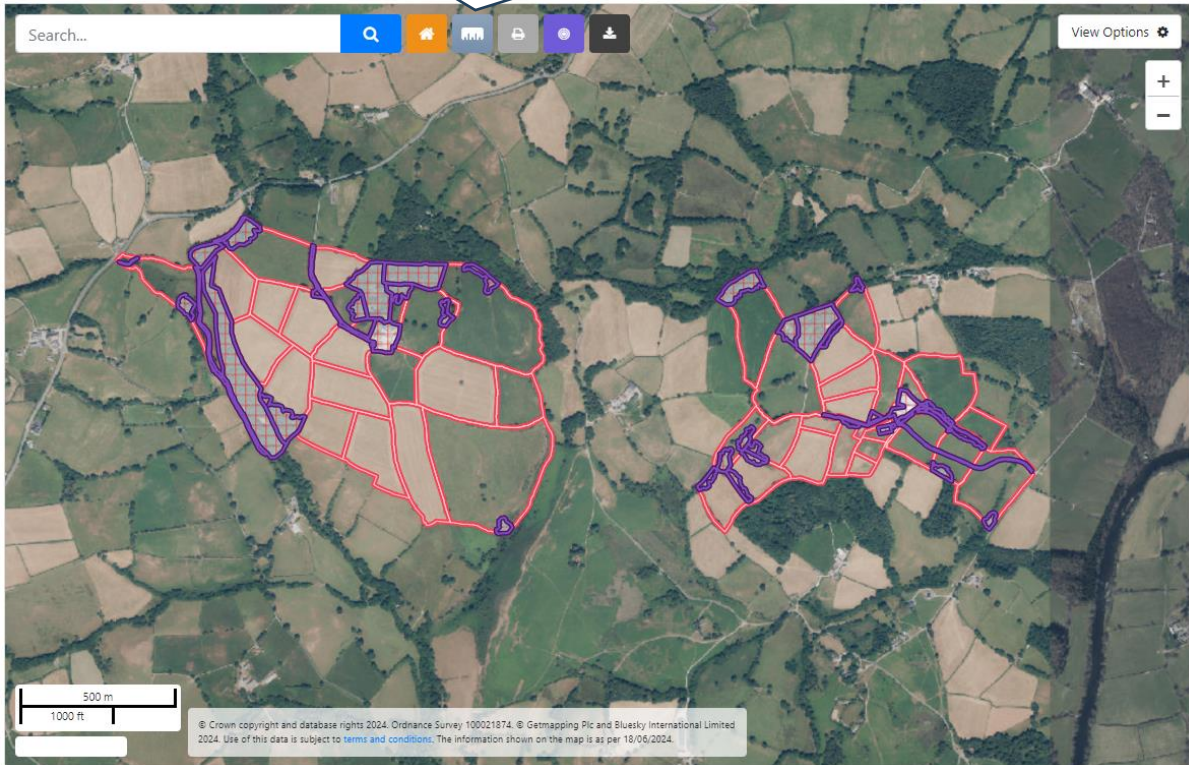 Search...
View Options
+
−
500 m
1000 ft
© Crown copyright and database rights 2024. Ordnance Survey 100021874. © Getmapping Plc and Bluesky International Limited
2024. Use of this data is subject to terms and conditions. The information shown on the map is as per 18/06/2024.